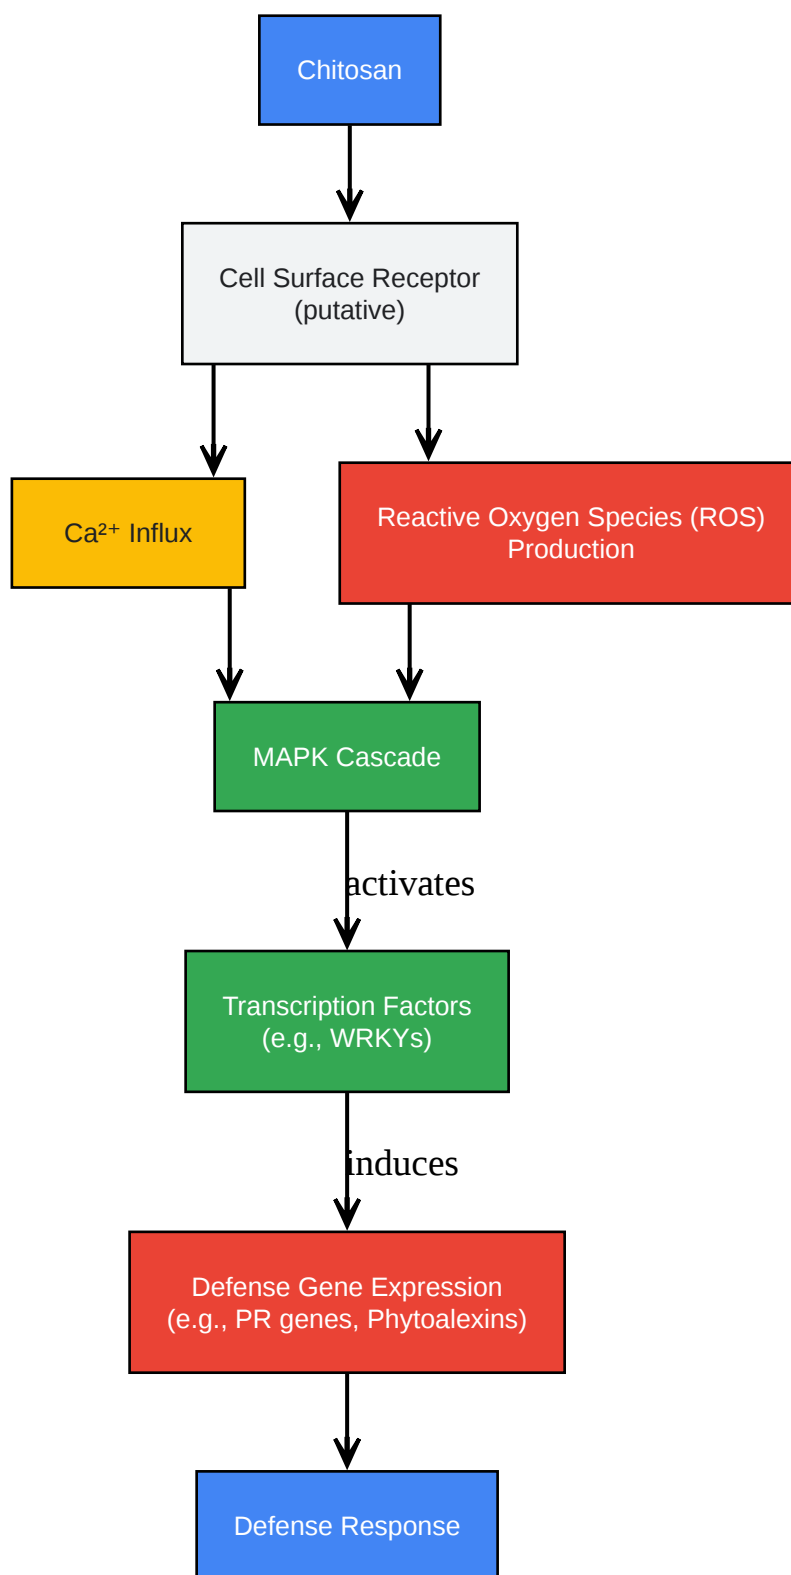 Chitosan
Cell Surface Receptor
(putative)
Ca²⁺ Influx
Reactive Oxygen Species (ROS)
Production
MAPK Cascade
activates
Transcription Factors
(e.g., WRKYs)
induces
Defense Gene Expression
(e.g., PR genes, Phytoalexins)
Defense Response